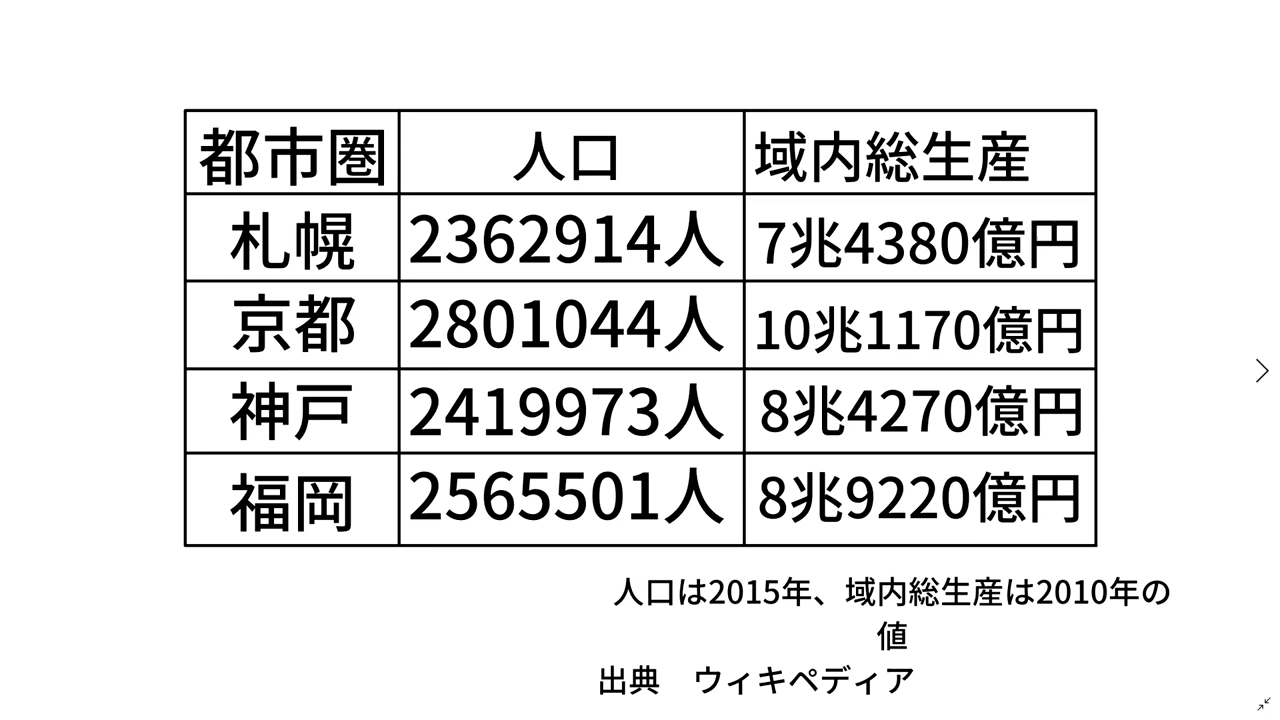 都市圏 人口 域内総生産
札幌 2362914人 7兆4380億円
京都 2801044人 10兆1170億円
神戸 2419973人 8兆4270億円
福岡 2565501人 8兆9220億円
人口は2015年、域内総生産は2010年の
値
出典　ウィキペディア